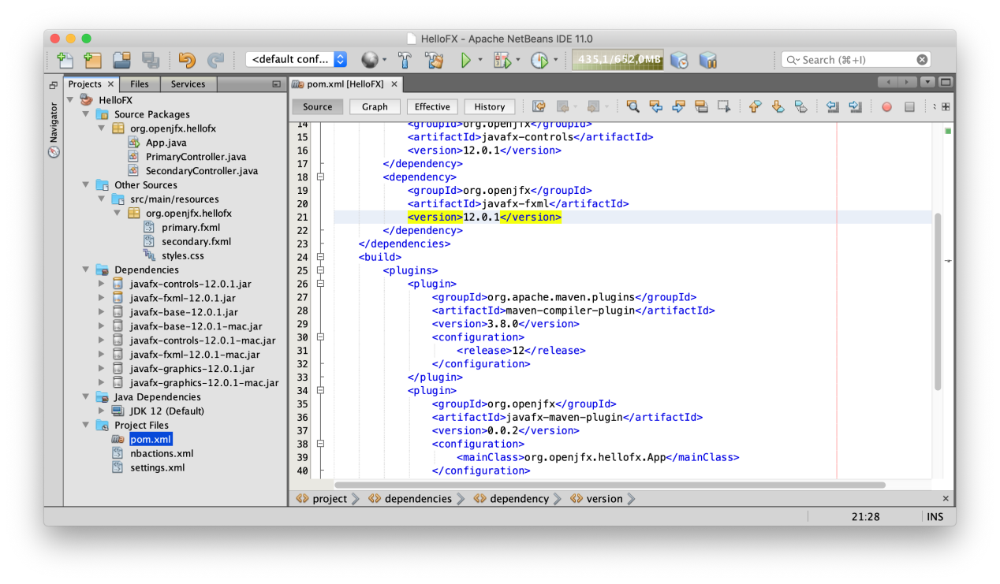 HelloFX - Apache NetBeans IDE 11.0
<default conf...
435,1/652,0MB
Search (⌘+I)
Projects Files Services
pom.xml [HelloFX]
Navigator
Source Graph Effective History
HelloFX
Source Packages
org.openjfx.hellofx
App.java
PrimaryController.java
SecondaryController.java
Other Sources
src/main/resources
org.openjfx.hellofx
primary.fxml
secondary.fxml
styles.css
Dependencies
javafx-controls-12.0.1.jar
javafx-fxml-12.0.1.jar
javafx-base-12.0.1.jar
javafx-base-12.0.1-mac.jar
javafx-controls-12.0.1-mac.jar
javafx-fxml-12.0.1-mac.jar
javafx-graphics-12.0.1.jar
javafx-graphics-12.0.1-mac.jar
Java Dependencies
JDK 12 (Default)
Project Files
pom.xml
nbactions.xml
settings.xml
14 <groupId>org.openjfx</groupId>
15 <artifactId>javafx-controls</artifactId>
16 <version>12.0.1</version>
17 </dependency>
18 <dependency>
19 <groupId>org.openjfx</groupId>
20 <artifactId>javafx-fxml</artifactId>
21 <version>12.0.1</version>
22 </dependency>
23 </dependencies>
24 <build>
25 <plugins>
26 <plugin>
27 <groupId>org.apache.maven.plugins</groupId>
28 <artifactId>maven-compiler-plugin</artifactId>
29 <version>3.8.0</version>
30 <configuration>
31 <release>12</release>
32 </configuration>
33 </plugin>
34 <plugin>
35 <groupId>org.openjfx</groupId>
36 <artifactId>javafx-maven-plugin</artifactId>
37 <version>0.0.2</version>
38 <configuration>
39 <mainClass>org.openjfx.hellofx.App</mainClass>
40 </configuration>
project dependencies dependency version
21:28 INS